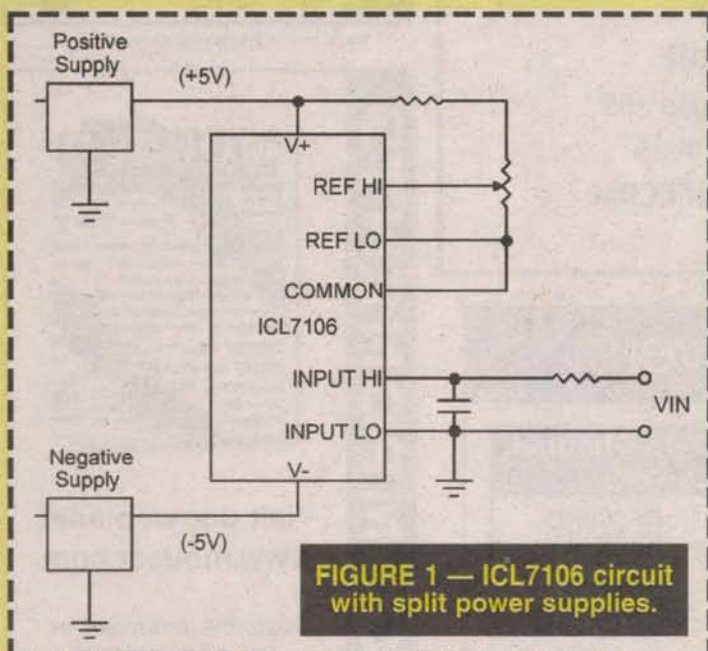 Positive
Supply
(+5V)
V+
REF HI
REF LO
COMMON
ICL7106
INPUT HI
VIN
INPUT LO
Negative
Supply
V-
(-5V)
FIGURE 1 — ICL7106 circuit
with split power supplies.